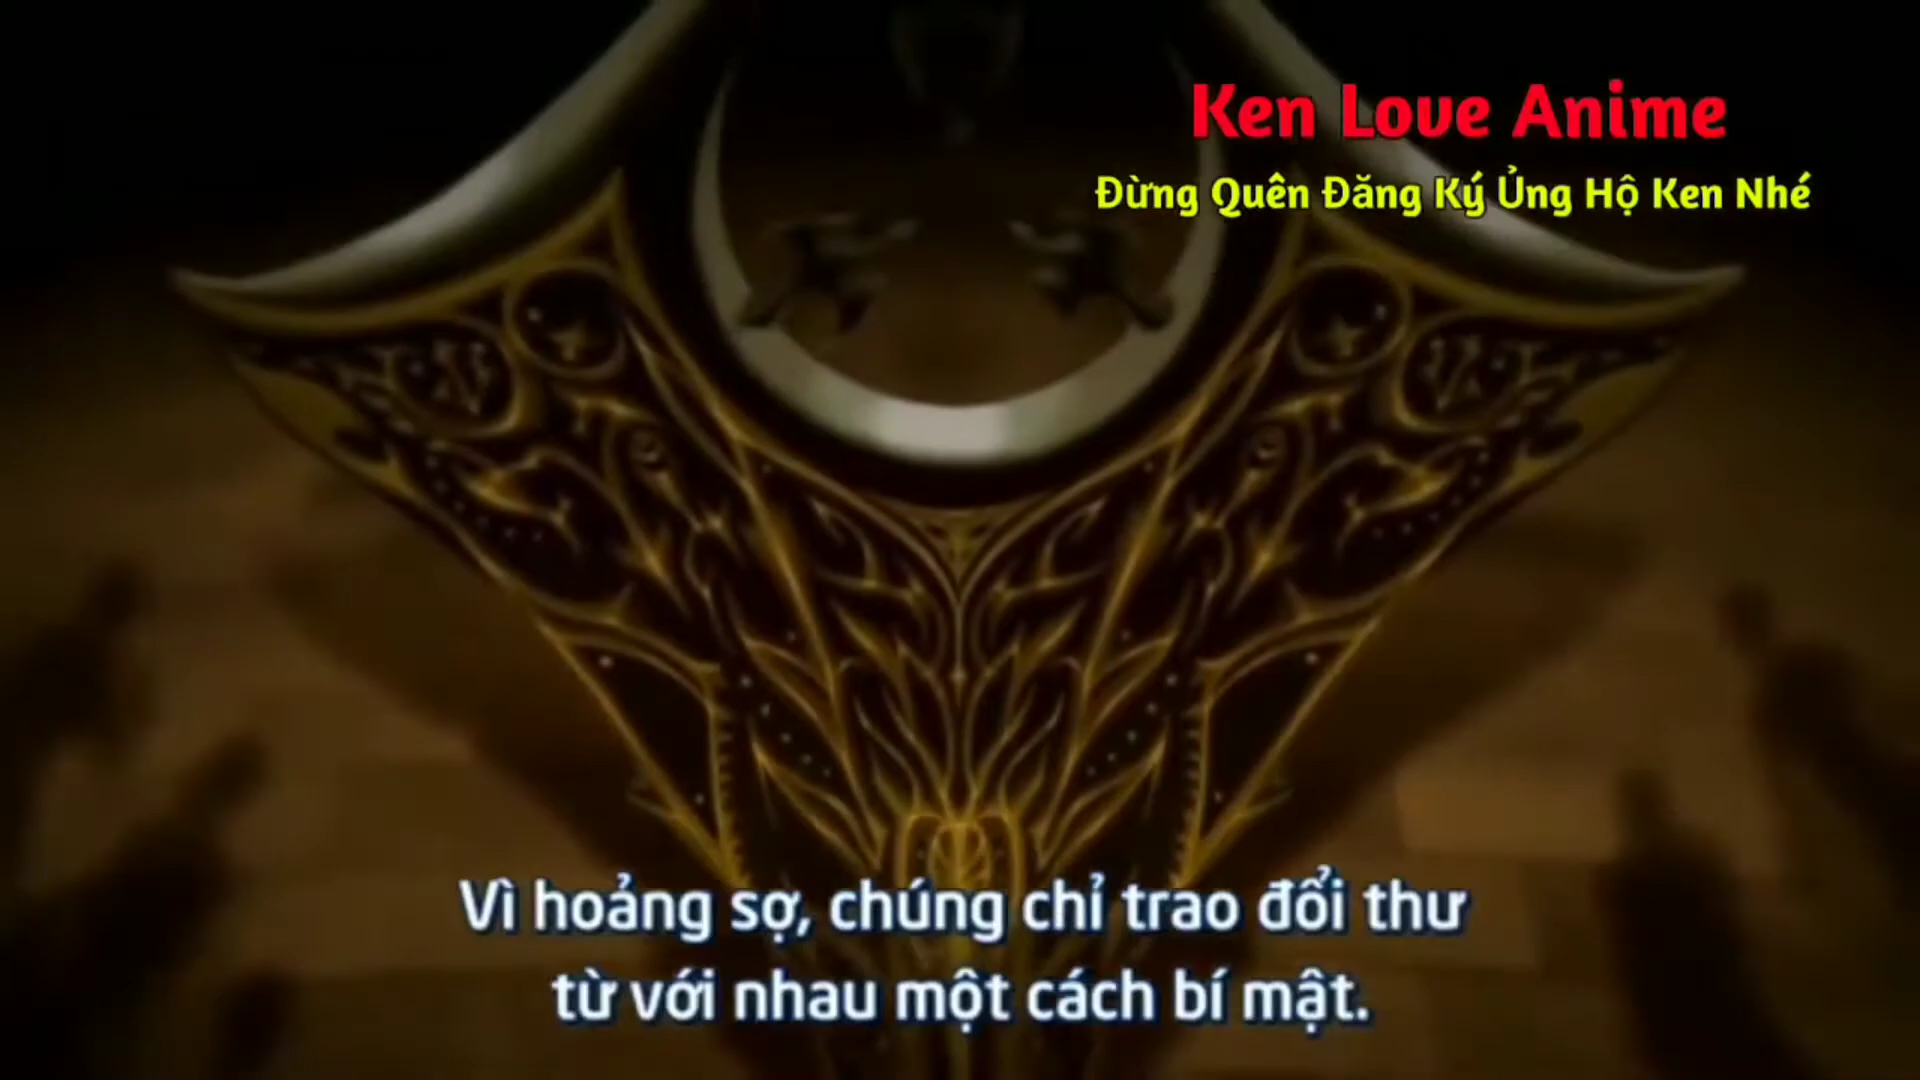 Ken Love Anime
Đừng Quên Đăng Ký Ủng Hộ Ken Nhé
Vì hoảng sợ, chúng chỉ trao đổi thư
từ với nhau một cách bí mật.